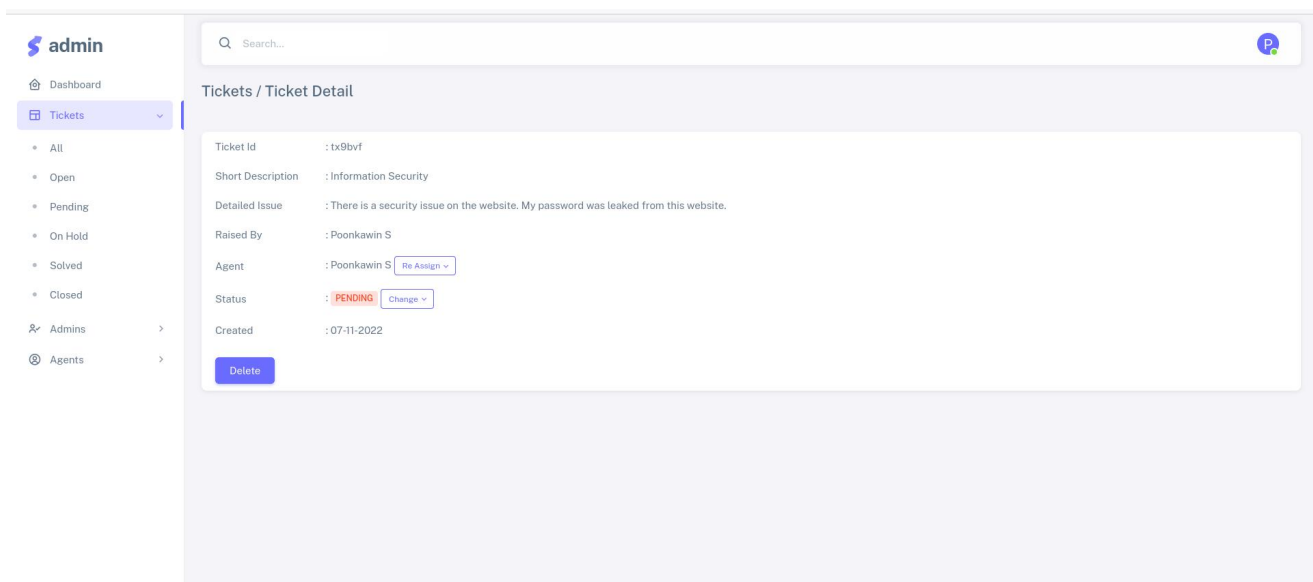 admin
Search...
P
Dashboard
Tickets / Ticket Detail
Tickets
All
Open
Pending
On Hold
Solved
Closed
Admins
Agents
Ticket Id : tx9bvf
Short Description : Information Security
Detailed Issue : There is a security issue on the website. My password was leaked from this website.
Raised By : Poonkawin S
Agent : Poonkawin S Re Assign
Status : PENDING Change
Created : 07-11-2022
Delete